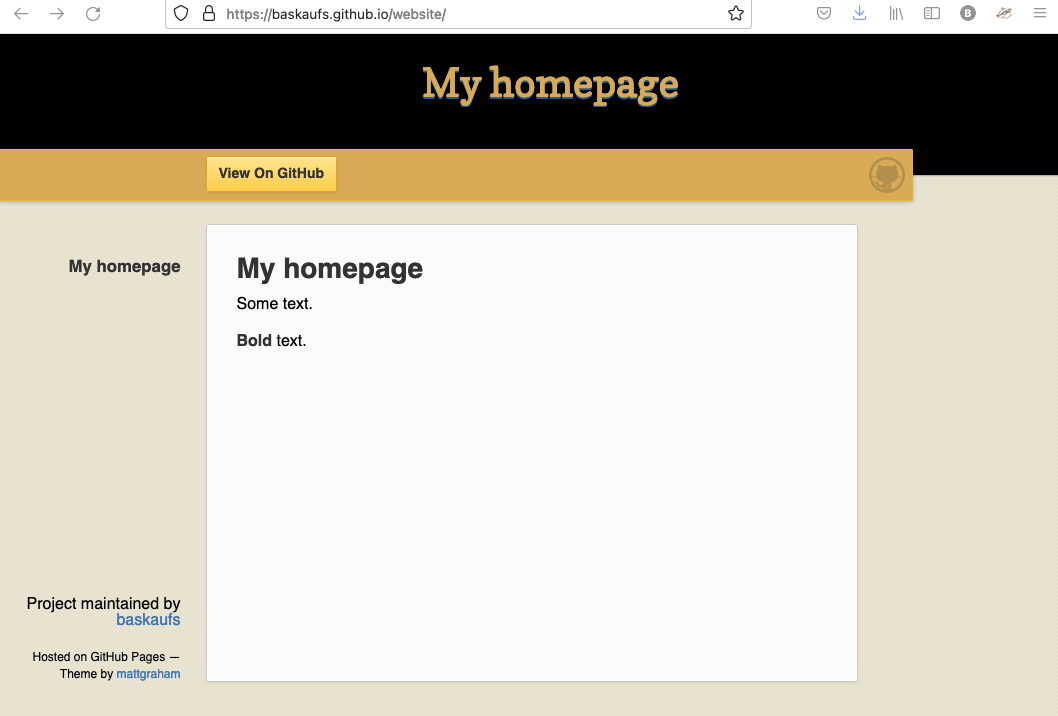 https://baskaufs.github.io/website/
B
My homepage
View On GitHub
My homepage
My homepage
Some text.
Bold text.
Project maintained by
baskaufs
Hosted on GitHub Pages —
Theme by mattgraham